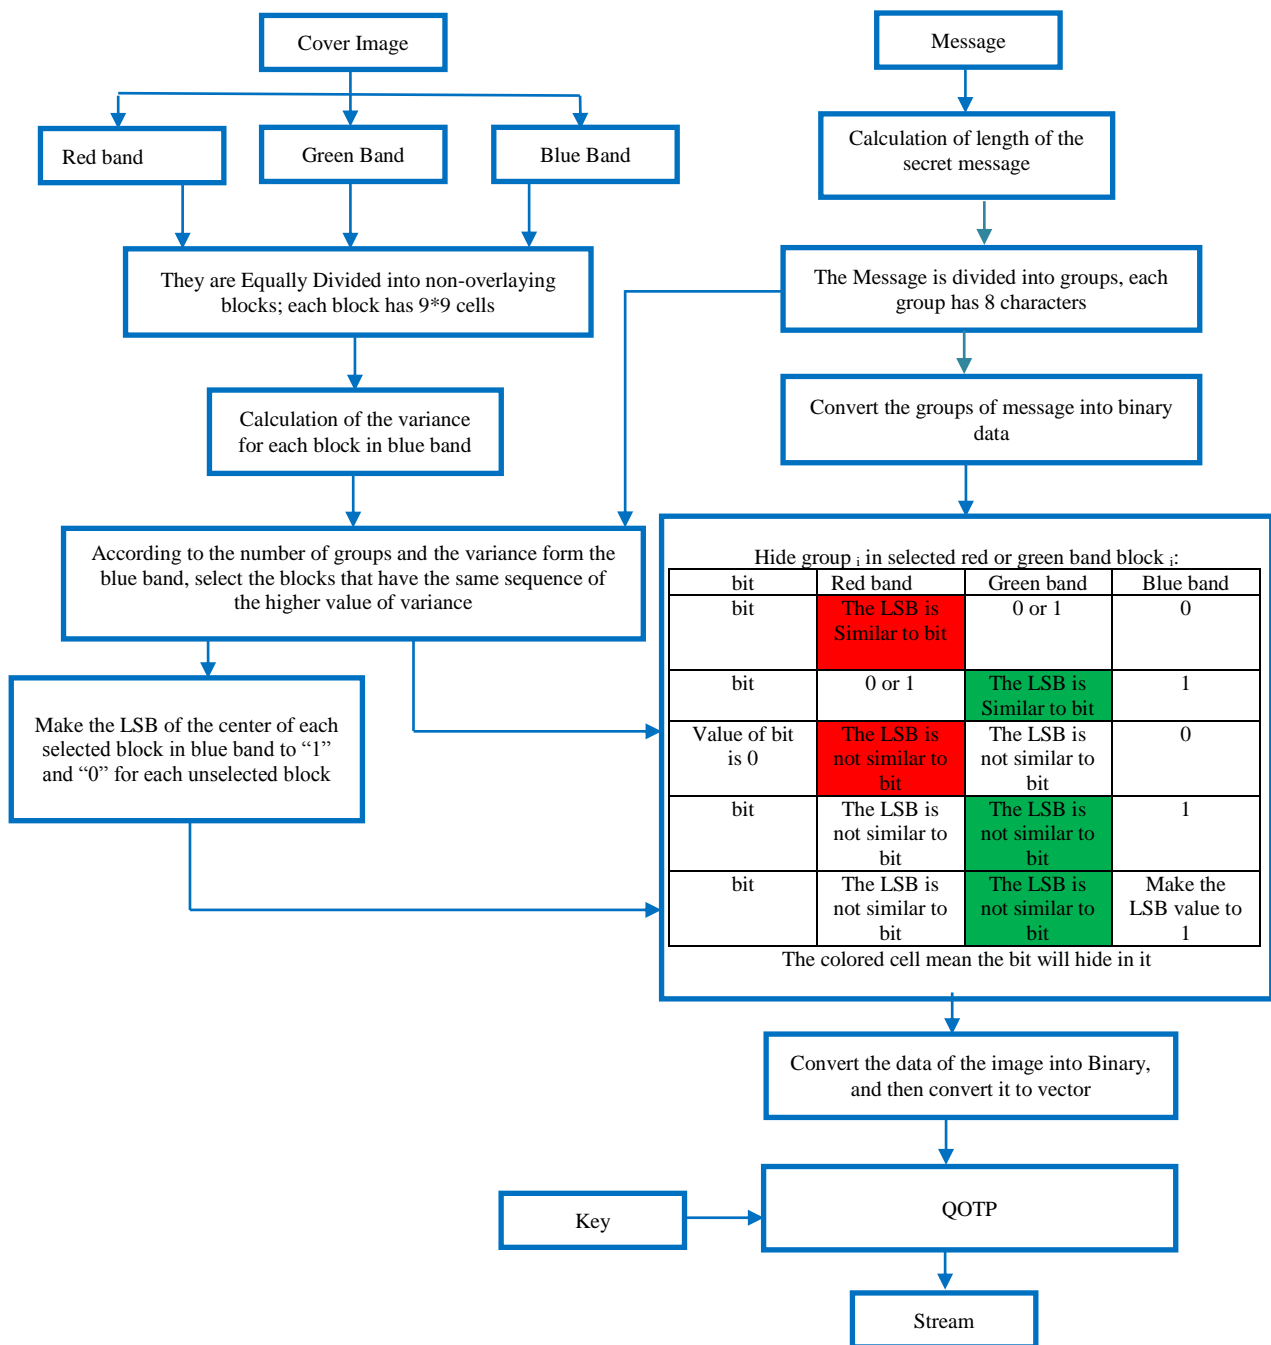 Cover Image
Message
Red band
Green Band
Blue Band
Calculation of length of the
secret message
They are Equally Divided into non-overlaying
blocks; each block has 9*9 cells
The Message is divided into groups, each
group has 8 characters
Calculation of the variance
for each block in blue band
Convert the groups of message into binary
data
According to the number of groups and the variance form the
blue band, select the blocks that have the same sequence of
the higher value of variance
Make the LSB of the center of each
selected block in blue band to “1”
and “0” for each unselected block
Hide group i in selected red or green band block i:
bit Red band Green band Blue band
bit The LSB is 0 or 1 0
Similar to bit
bit 0 or 1 The LSB is 1
Similar to bit
Value of bit The LSB is The LSB is 0
is 0 not similar to not similar to
bit bit
bit The LSB is The LSB is 1
not similar to not similar to
bit bit
bit The LSB is The LSB is Make the
not similar to not similar to LSB value to
bit bit 1
The colored cell mean the bit will hide in it
Convert the data of the image into Binary,
and then convert it to vector
Key
QOTP
Stream